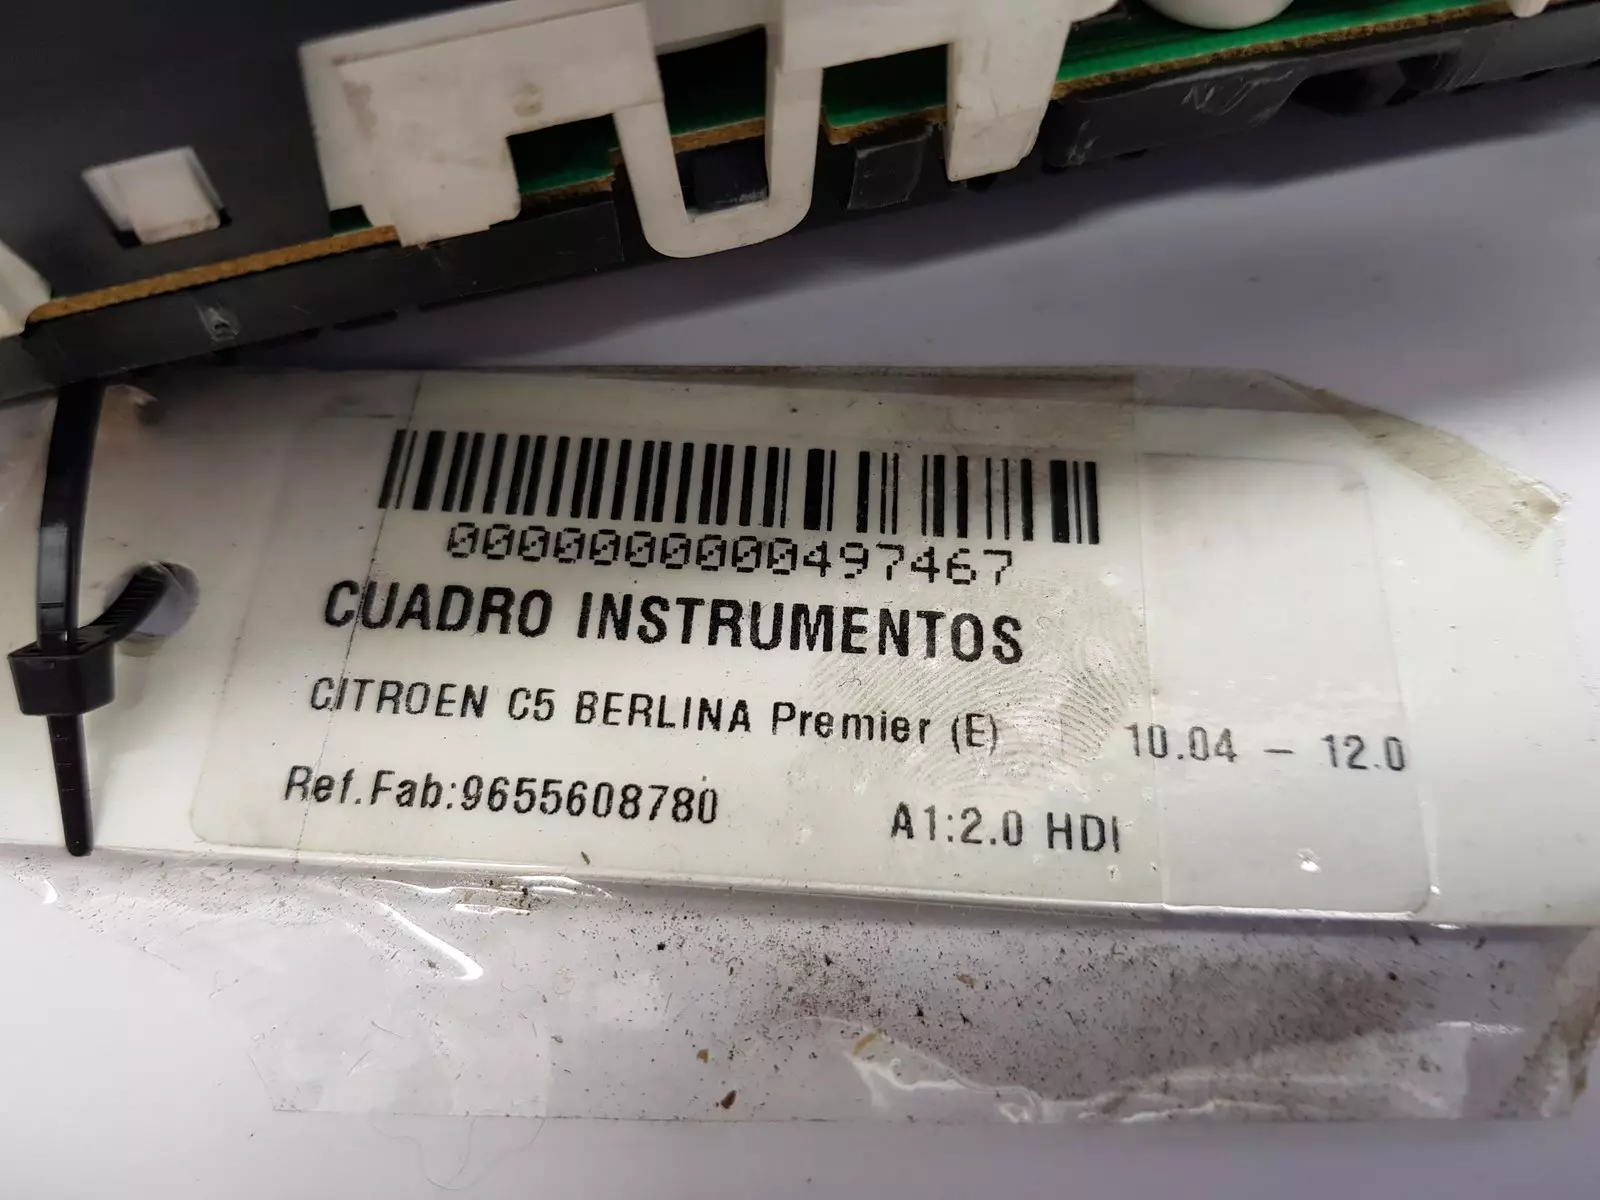 0000000000497467
CUADRO INSTRUMENTOS
CITROEN C5 BERLINA Premier (E) 10.04 - 12.0
Ref.Fab:9655608780 A1:2.0 HDI